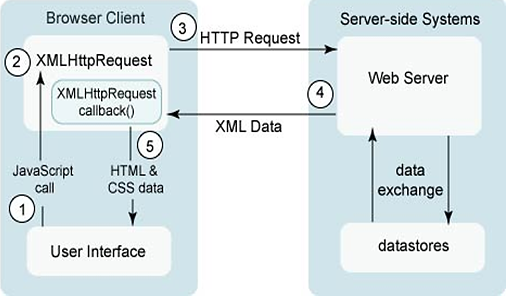 Browser Client
Server-side Systems
3
HTTP Request
2
XMLHttpRequest
XMLHttpRequest
callback()
Web Server
4
XML Data
5
JavaScript
call
HTML &
CSS data
data
exchange
1
User Interface
datastores